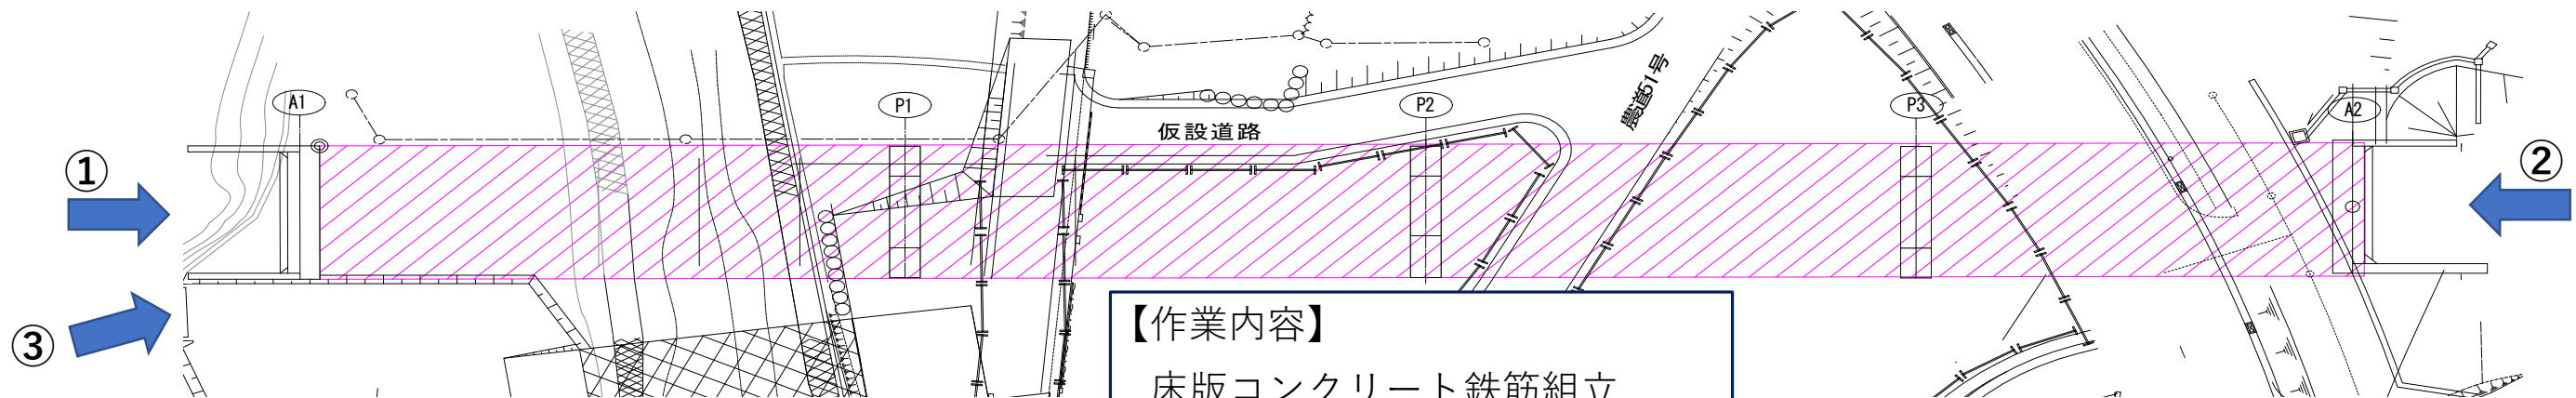 A1
P1
P2
P3
A2
①
②
③
仮設道路
農道51号
【作業内容】
床版コンクリート鉄筋組立